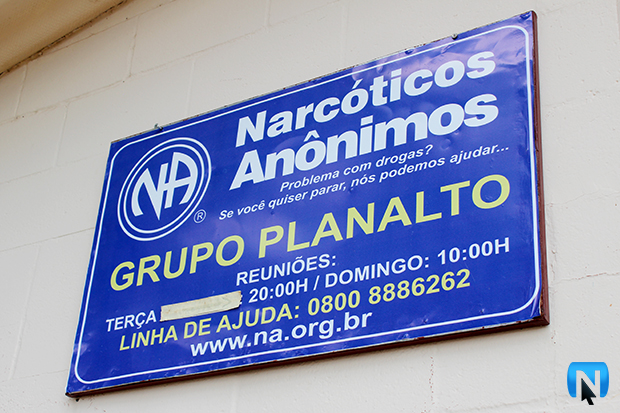 NA
®
Narcóticos
Anônimos
Problema com drogas?
Se você quiser parar, nós podemos ajudar...
GRUPO PLANALTO
REUNIÕES:
TERÇA : 20:00H / DOMINGO: 10:00H
LINHA DE AJUDA: 0800 8886262
www.na.org.br
N